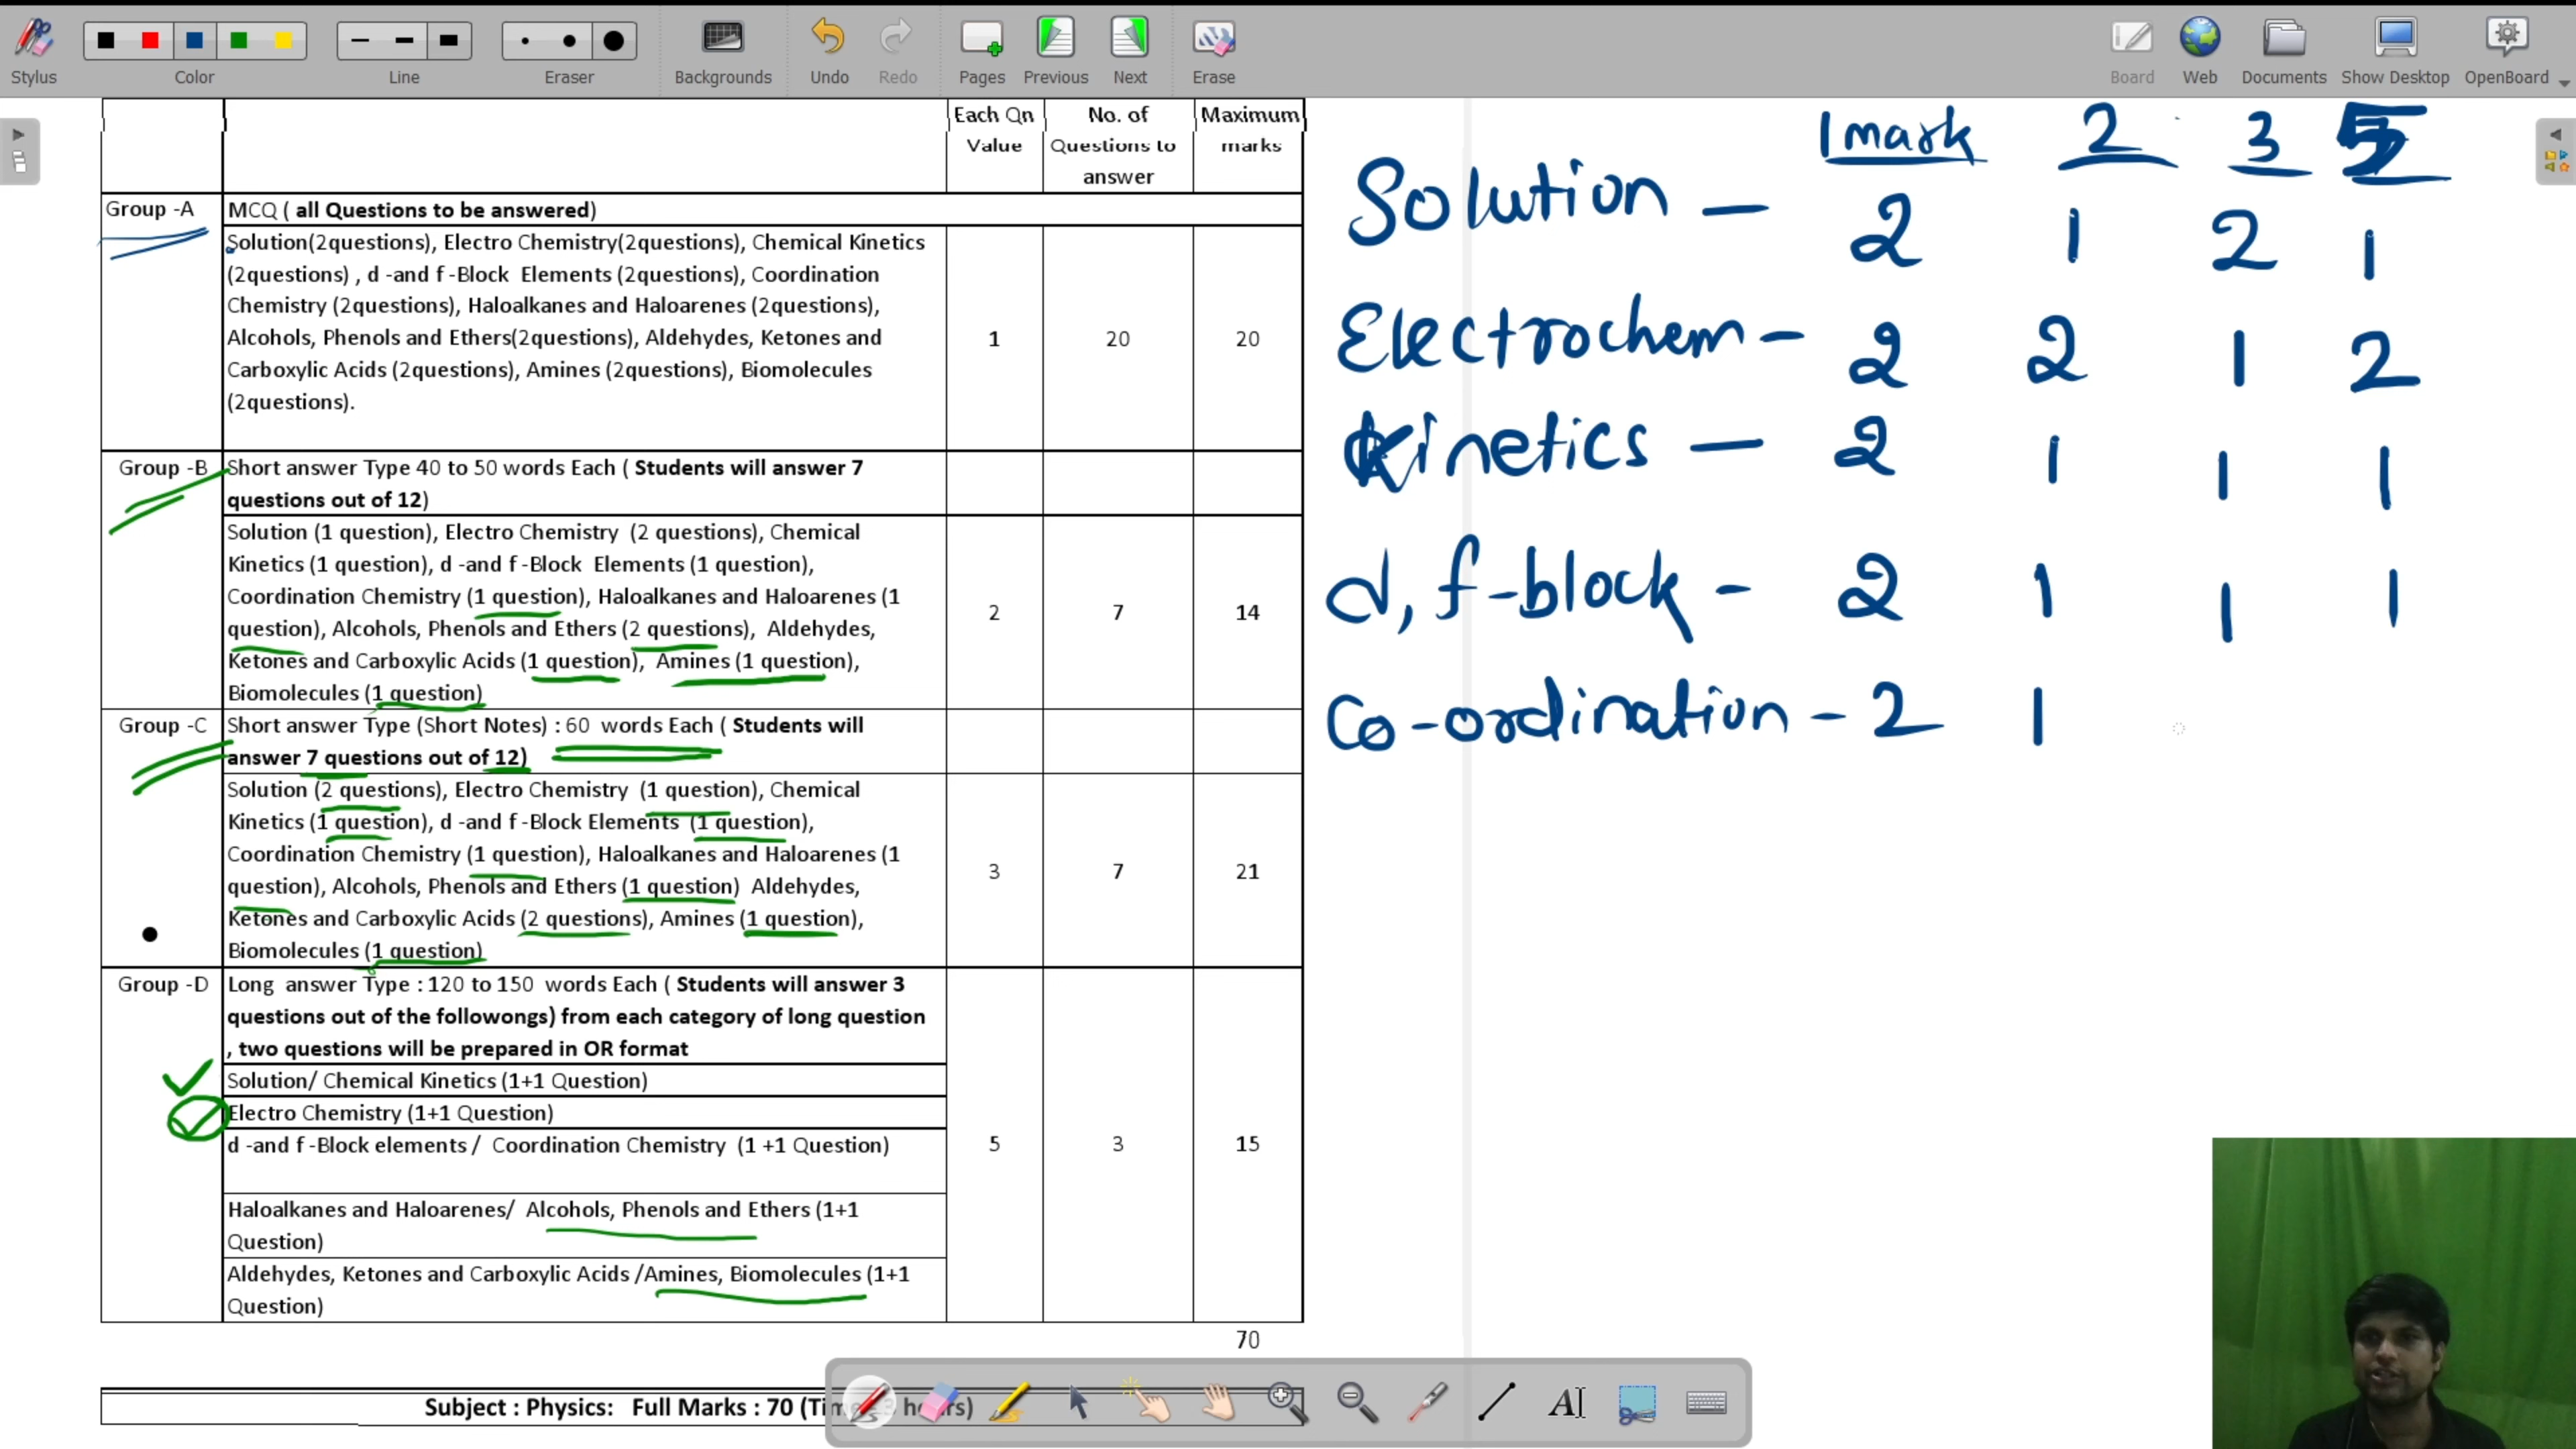 Stylus
Color
Line
Eraser
Backgrounds
Undo
Redo
Pages
Previous
Next
Erase
Board
Web
Documents
Show Desktop
OpenBoard
Each Qn Value
No. of Questions to answer
Maximum marks
Group -A
MCQ ( all Questions to be answered)
Solution(2questions), Electro Chemistry(2questions), Chemical Kinetics
(2questions) , d -and f -Block Elements (2questions), Coordination
Chemistry (2questions), Haloalkanes and Haloarenes (2questions),
Alcohols, Phenols and Ethers(2questions), Aldehydes, Ketones and
Carboxylic Acids (2questions), Amines (2questions), Biomolecules
(2questions).
1
20
20
Group -B
Short answer Type 40 to 50 words Each ( Students will answer 7
questions out of 12)
Solution (1 question), Electro Chemistry (2 questions), Chemical
Kinetics (1 question), d -and f -Block Elements (1 question),
Coordination Chemistry (1 question), Haloalkanes and Haloarenes (1
question), Alcohols, Phenols and Ethers (2 questions), Aldehydes,
Ketones and Carboxylic Acids (1 question), Amines (1 question),
Biomolecules (1 question)
2
7
14
Group -C
Short answer Type (Short Notes) : 60 words Each ( Students will
answer 7 questions out of 12)
Solution (2 questions), Electro Chemistry (1 question), Chemical
Kinetics (1 question), d -and f -Block Elements (1 question),
Coordination Chemistry (1 question), Haloalkanes and Haloarenes (1
question), Alcohols, Phenols and Ethers (1 question) Aldehydes,
Ketones and Carboxylic Acids (2 questions), Amines (1 question),
Biomolecules (1 question)
3
7
21
Group -D
Long answer Type : 120 to 150 words Each ( Students will answer 3
questions out of the followongs) from each category of long question
, two questions will be prepared in OR format
Solution/ Chemical Kinetics (1+1 Question)
Electro Chemistry (1+1 Question)
d -and f -Block elements / Coordination Chemistry (1 +1 Question)
Haloalkanes and Haloarenes/ Alcohols, Phenols and Ethers (1+1
Question)
Aldehydes, Ketones and Carboxylic Acids /Amines, Biomolecules (1+1
Question)
5
3
15
70
Subject : Physics: Full Marks : 70
1 mark 2 3 5
Solution — 2 1 2 1
Electrochem — 2 2 1 2
Kinetics — 2 1 1 1
d, f-block - 2 1 1 1
Co-ordination - 2 1